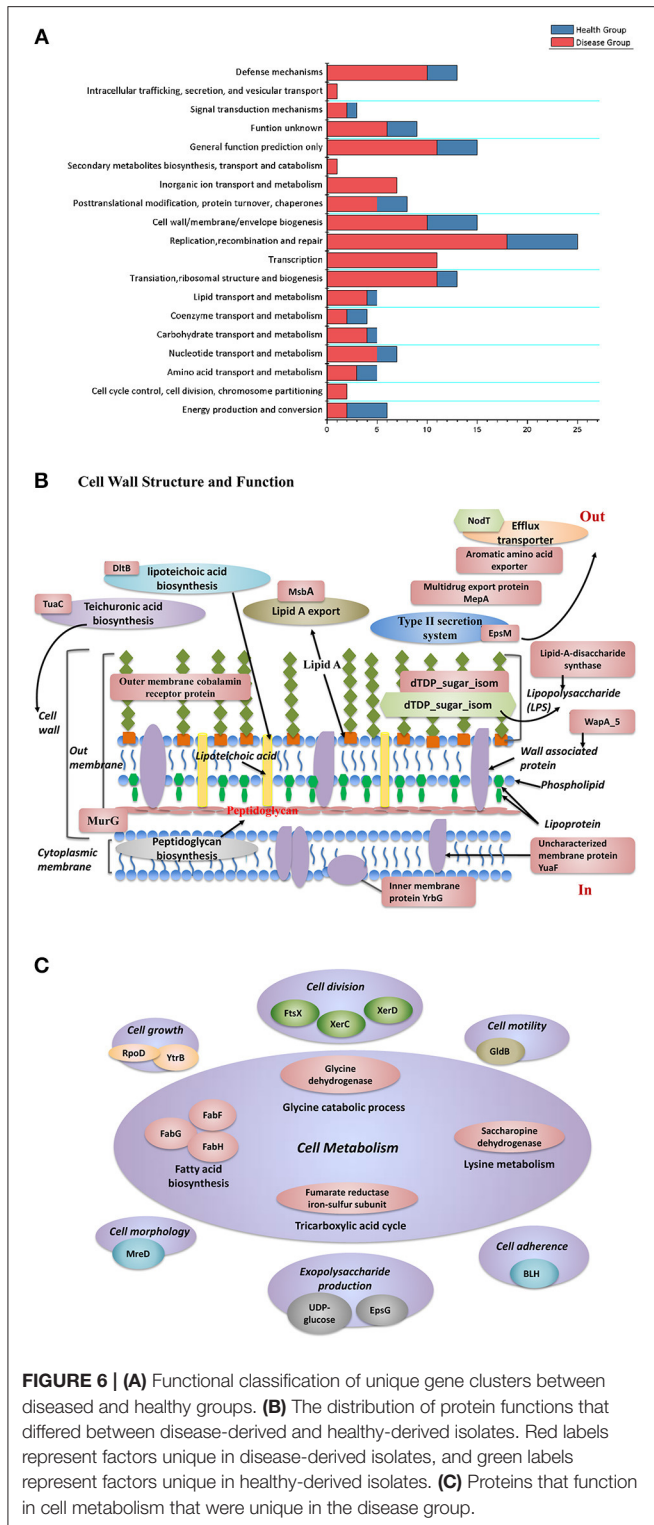 A
Health Group
Disease Group
Defense mechanisms
Intracellular trafficking, secretion, and vesicular transport
Signal transduction mechanisms
Funtion unknown
General function prediction only
Secondary metabolites biosynthesis, transport and catabolism
Inorganic ion transport and metabolism
Posttranslational modification, protein turnover, chaperones
Cell wall/membrane/envelope biogenesis
Replication,recombination and repair
Transcription
Translation,ribosomal structure and biogenesis
Lipid transport and metabolism
Coenzyme transport and metabolism
Carbohydrate transport and metabolism
Nucleotide transport and metabolism
Amino acid transport and metabolism
Cell cycle control, cell division, chromosome partitioning
Energy production and conversion
0 5 10 15 20 25
B Cell Wall Structure and Function
NodT
Efflux
transporter
Out
Aromatic amino acid
exporter
DltB
lipoteichoic acid
biosynthesis
MsbA
Lipid A export
Multidrug export protein
MepA
TuaC
Teichuronic acid
biosynthesis
Type II secretion
system
EpsM
Lipid-A-disaccharide
synthase
Lipid A
Outer membrane cobalamin
receptor protein
dTDP_sugar_isom
dTDP_sugar_isom
Lipopolysaccharide
(LPS)
WapA_5
Cell
wall
Out
membrane
Lipoteichoic acid
Wall associated
protein
Phospholipid
Peptidoglycan
Lipoprotein
MurG
Peptidoglycan
biosynthesis
Cytoplasmic
membrane
Uncharacterized
membrane protein
YuaF
Inner membrane
protein YrbG
In
C
Cell division
FtsX
XerC
XerD
Cell growth
RpoD
YtrB
Cell motility
GldB
Glycine
dehydrogenase
Glycine catabolic process
FabF
FabG
FabH
Fatty acid
biosynthesis
Cell Metabolism
Saccharopine
dehydrogenase
Lysine metabolism
Fumarate reductase
iron-sulfur subunit
Tricarboxylic acid cycle
Cell morphology
MreD
Cell adherence
BLH
Exopolysaccharide
production
UDP-
glucose
EpsG
FIGURE 6 | (A) Functional classification of unique gene clusters between
diseased and healthy groups. (B) The distribution of protein functions that
differed between disease-derived and healthy-derived isolates. Red labels
represent factors unique in disease-derived isolates, and green labels
represent factors unique in healthy-derived isolates. (C) Proteins that function
in cell metabolism that were unique in the disease group.